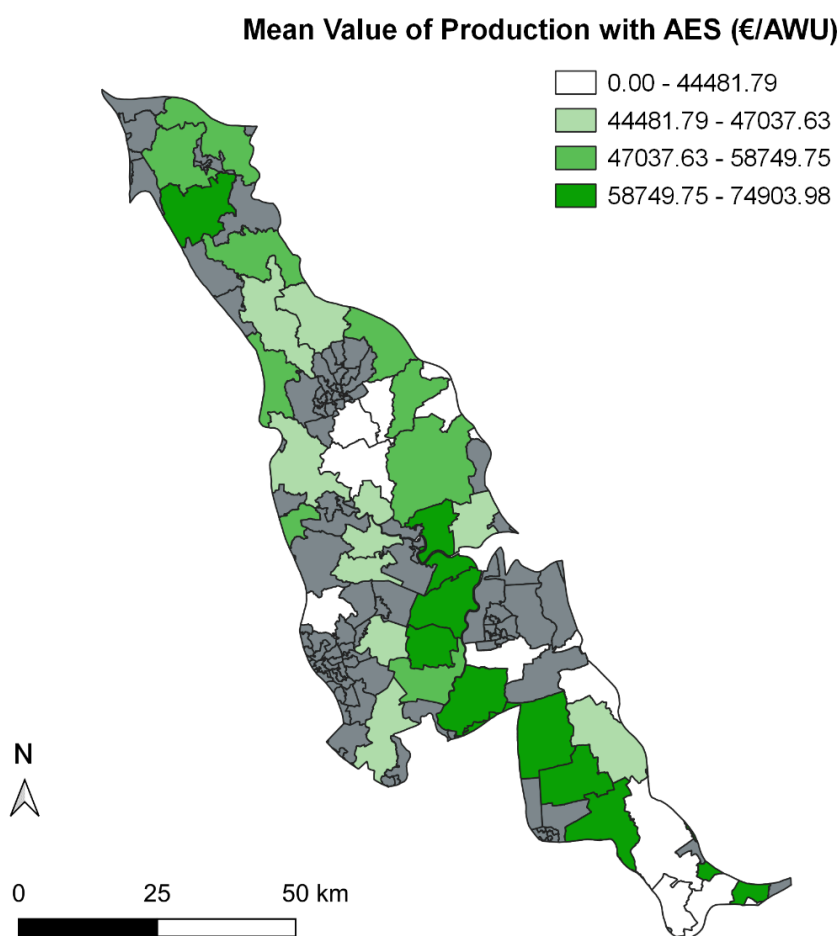 Mean Value of Production with AES (€/AWU)
0.00 - 44481.79
44481.79 - 47037.63
47037.63 - 58749.75
58749.75 - 74903.98
N
0 25 50 km